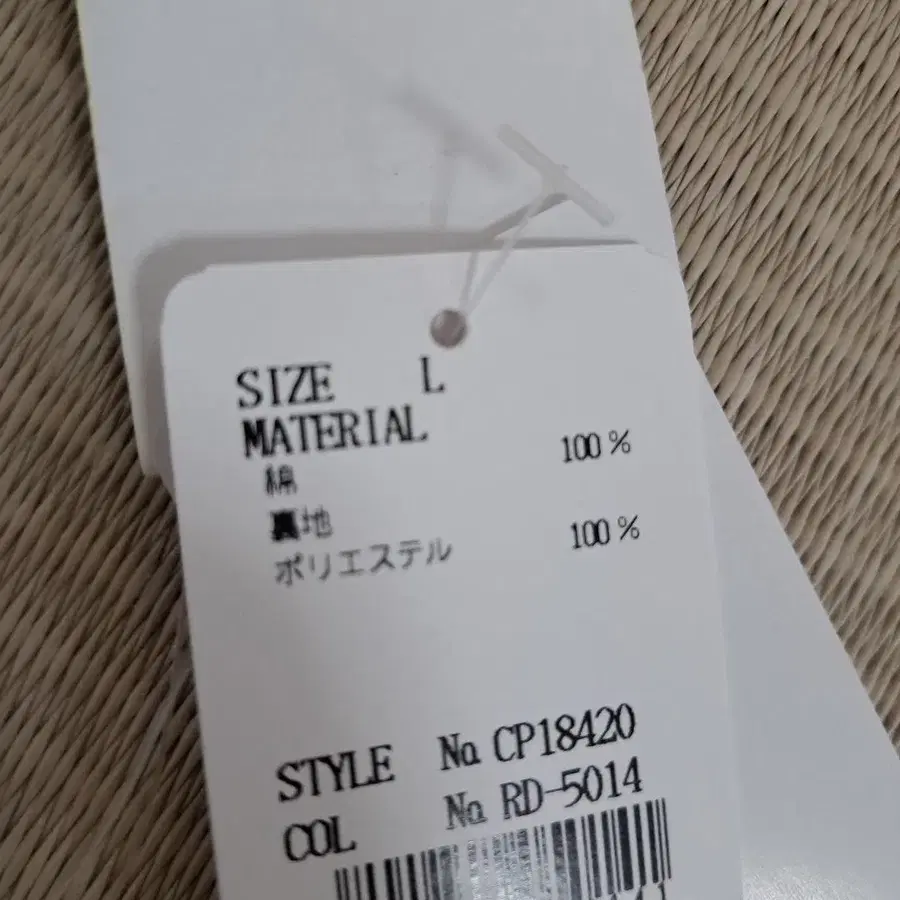 SIZE L
MATERIAL
綿 100%
裏地
ポリエステル 100%
STYLE No. CP18420
COL No. RD-5014